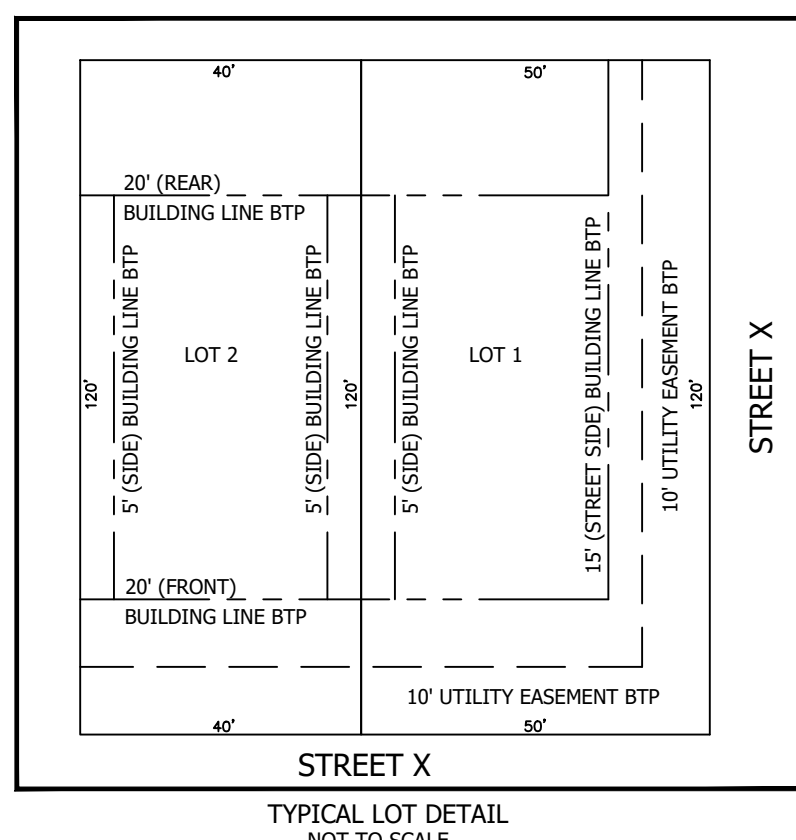 40'
50'
20' (REAR)
BUILDING LINE BTP
5' (SIDE) BUILDING LINE BTP
5' (SIDE) BUILDING LINE BTP
5' (SIDE) BUILDING LINE BTP
15' (STREET SIDE) BUILDING LINE BTP
10' UTILITY EASEMENT BTP
STREET X
LOT 2
LOT 1
120'
120'
120'
20' (FRONT)
BUILDING LINE BTP
10' UTILITY EASEMENT BTP
40'
50'
STREET X
TYPICAL LOT DETAIL
NOT TO SCALE